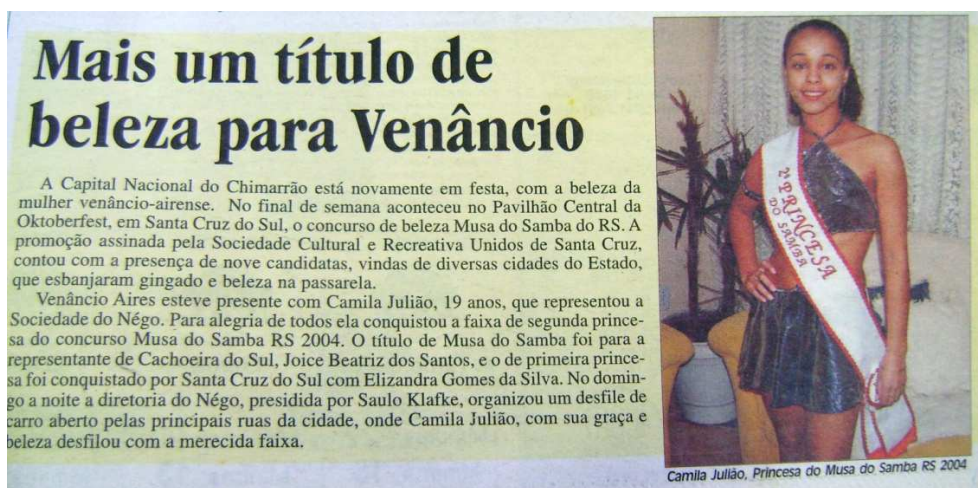 Mais um título de
beleza para Venâncio
A Capital Nacional do Chimarrão está novamente em festa, com a beleza da
mulher venâncio-airense. No final de semana aconteceu no Pavilhão Central da
Oktoberfest, em Santa Cruz do Sul, o concurso de beleza Musa do Samba do RS. A
promoção assinada pela Sociedade Cultural e Recreativa Unidos de Santa Cruz,
contou com a presença de nove candidatas, vindas de diversas cidades do Estado,
que esbanjaram gingado e beleza na passarela.
Venâncio Aires esteve presente com Camila Julião, 19 anos, que representou a
Sociedade do Négo. Para alegria de todos ela conquistou a faixa de segunda prince-
sa do concurso Musa do Samba RS 2004. O título de Musa do Samba foi para a
representante de Cachoeira do Sul, Joice Beatriz dos Santos, e o de primeira prince-
sa foi conquistado por Santa Cruz do Sul com Elizandra Gomes da Silva. No domin-
go a noite a diretoria do Négo, presidida por Saulo Klafke, organizou um desfile de
carro aberto pelas principais ruas da cidade, onde Camila Julião, com sua graça e
beleza desfilou com a merecida faixa.
2ª PRINCESA
DO SAMBA
Camila Julião, Princesa do Musa do Samba RS 2004